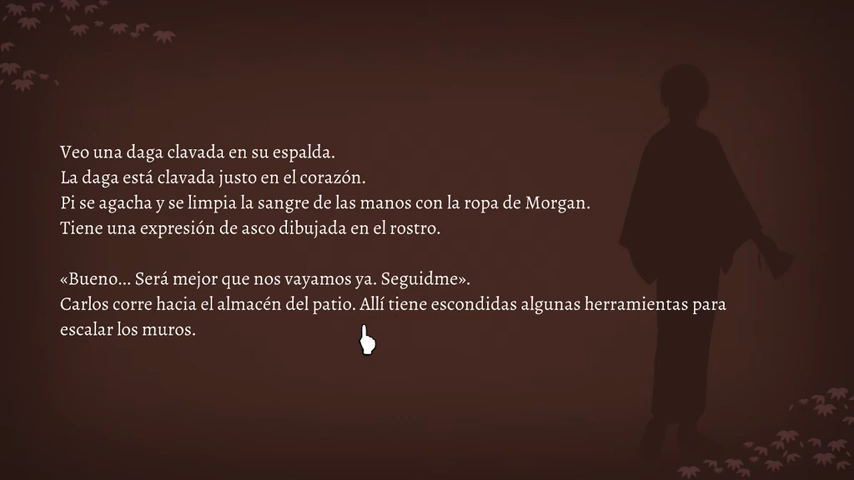 Veo una daga clavada en su espalda.
La daga está clavada justo en el corazón.
Pi se agacha y se limpia la sangre de las manos con la ropa de Morgan.
Tiene una expresión de asco dibujada en el rostro.
«Bueno... Será mejor que nos vayamos ya. Seguidme».
Carlos corre hacia el almacén del patio. Allí tiene escondidas algunas herramientas para
escalar los muros.